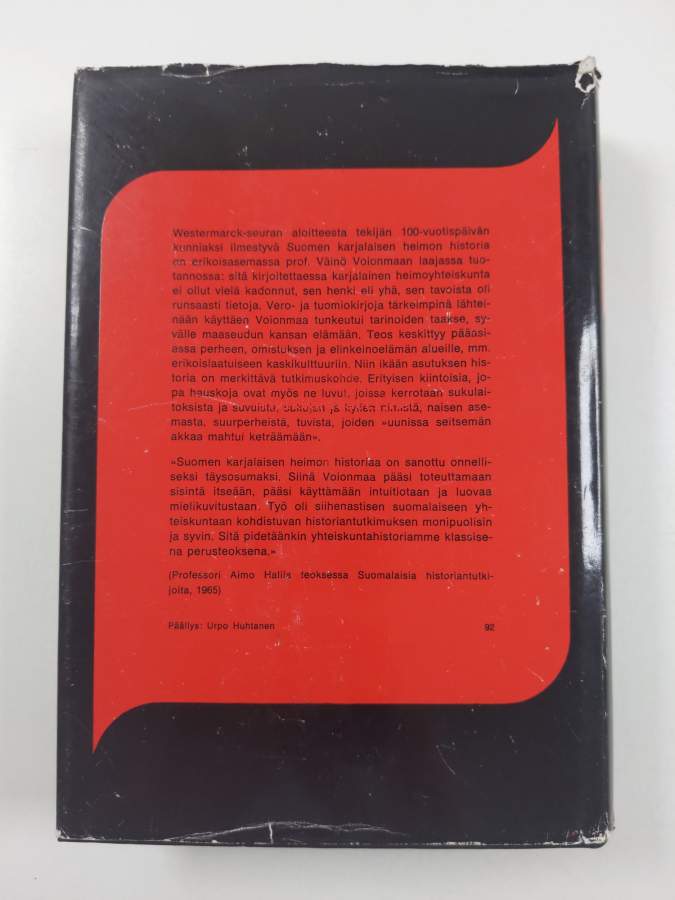 Westermarck-seuran aloitteesta tekijän 100-vuotispäivän
kunniaksi ilmestyvä Suomen karjalaisen heimon historia
on erikoisasemassa prof. Väinö Voionmaan laajassa tuo-
tannossa: sitä kirjoitettaessa karjalainen heimoyhteiskunta
ei ollut vielä kadonnut, sen henki eli yhä, sen tavoista oli
runsaasti tietoja. Vero- ja tuomiokirjoja tärkeimpinä lähtei-
nään käyttäen Voionmaa tunkeutui tarinoiden taakse, sy-
välle maaseudun kansan elämään. Teos keskittyy pääasi-
assa perheen, omistuksen ja elinkeinoelämän alueille, mm.
erikoislaatuiseen kaskikulttuuriin. Niin ikään asutuksen his-
toria on merkittävä tutkimuskohde. Erityisen kiintoisia, jo-
pa hauskoja ovat myös ne luvut, joissa kerrotaan sukulai-
toksista ja suvuista, sukujen ja kylien nimistä, naisen ase-
masta, suurperheistä, tuvista, joiden »uunissa seitsemän
akkaa mahtui keträämään».
»Suomen karjalaisen heimon historiaa on sanottu onnelli-
seksi täysosumaksi. Siinä Voionmaa pääsi toteuttamaan
sisintä itseään, pääsi käyttämään intuitiotaan ja luovaa
mielikuvitustaan. Työ oli siihenastisen suomalaiseen yh-
teiskuntaan kohdistuvan historiantutkimuksen monipuolisin
ja syvin. Sitä pidetäänkin yhteiskuntahistoriamme klassise-
na perusteoksena.»
(Professori Aimo Halila teoksessa Suomalaisia historiantutki-
joita, 1965)
Päällys: Urpo Huhtanen 92